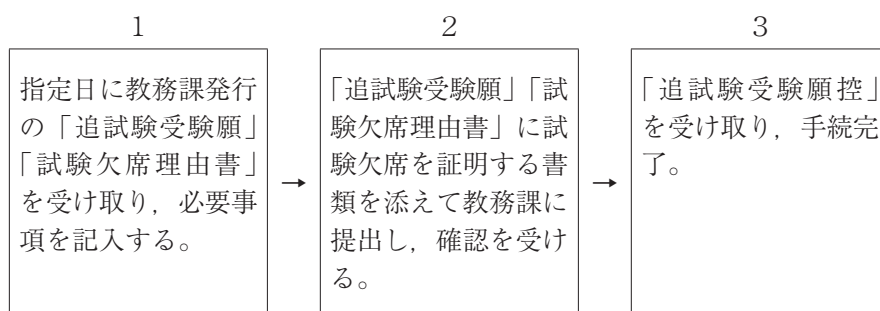 1
指定日に教務課発行
の「追試験受験願」
「試験欠席理由書」
を受け取り，必要事
項を記入する。
→
2
「追試験受験願」「試
験欠席理由書」に試
験欠席を証明する書
類を添えて教務課に
提出し，確認を受け
る。
→
3
「追試験受験願控」
を受け取り，手続完
了。